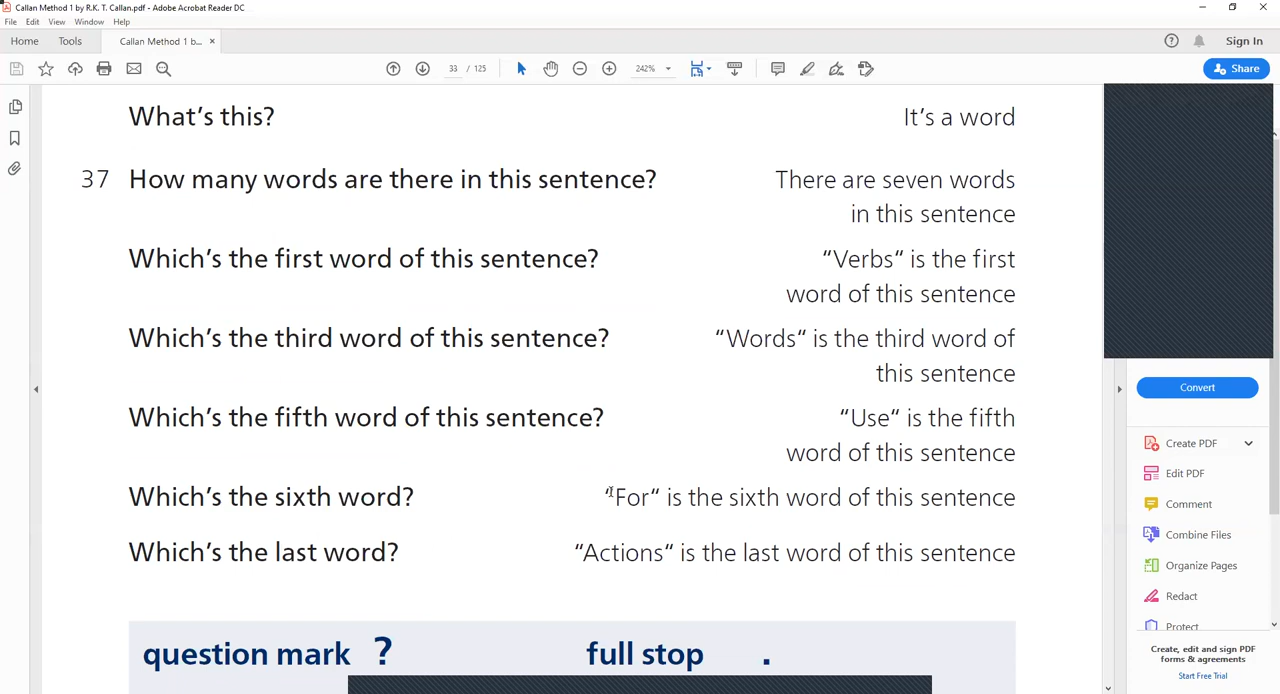 Callan Method 1 by R.K. T. Callan.pdf - Adobe Acrobat Reader DC
File Edit View Window Help
Home Tools Callan Method 1 b... × Sign In
33 / 125 242% Share
What's this? It's a word
37 How many words are there in this sentence? There are seven words
in this sentence
Which's the first word of this sentence? “Verbs“ is the first
word of this sentence
Which's the third word of this sentence? “Words“ is the third word of
this sentence
Which's the fifth word of this sentence? “Use“ is the fifth
word of this sentence
Which's the sixth word? “For“ is the sixth word of this sentence
Which's the last word? “Actions“ is the last word of this sentence
question mark ? full stop .
Convert
Create PDF
Edit PDF
Comment
Combine Files
Organize Pages
Redact
Protect
Create, edit and sign PDF
forms & agreements
Start Free Trial